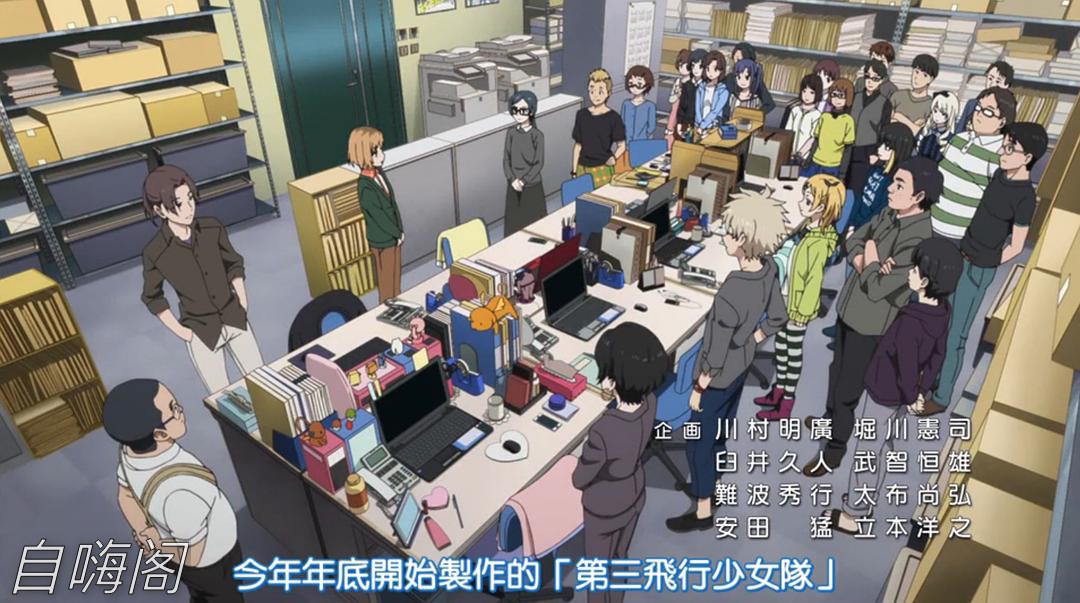 企画 川村明廣 堀川憲司
臼井久人 武智恒雄
難波秀行 太布尚弘
安田 猛 立本洋之
自嗨阁
今年年底開始製作的「第三飛行少女隊」